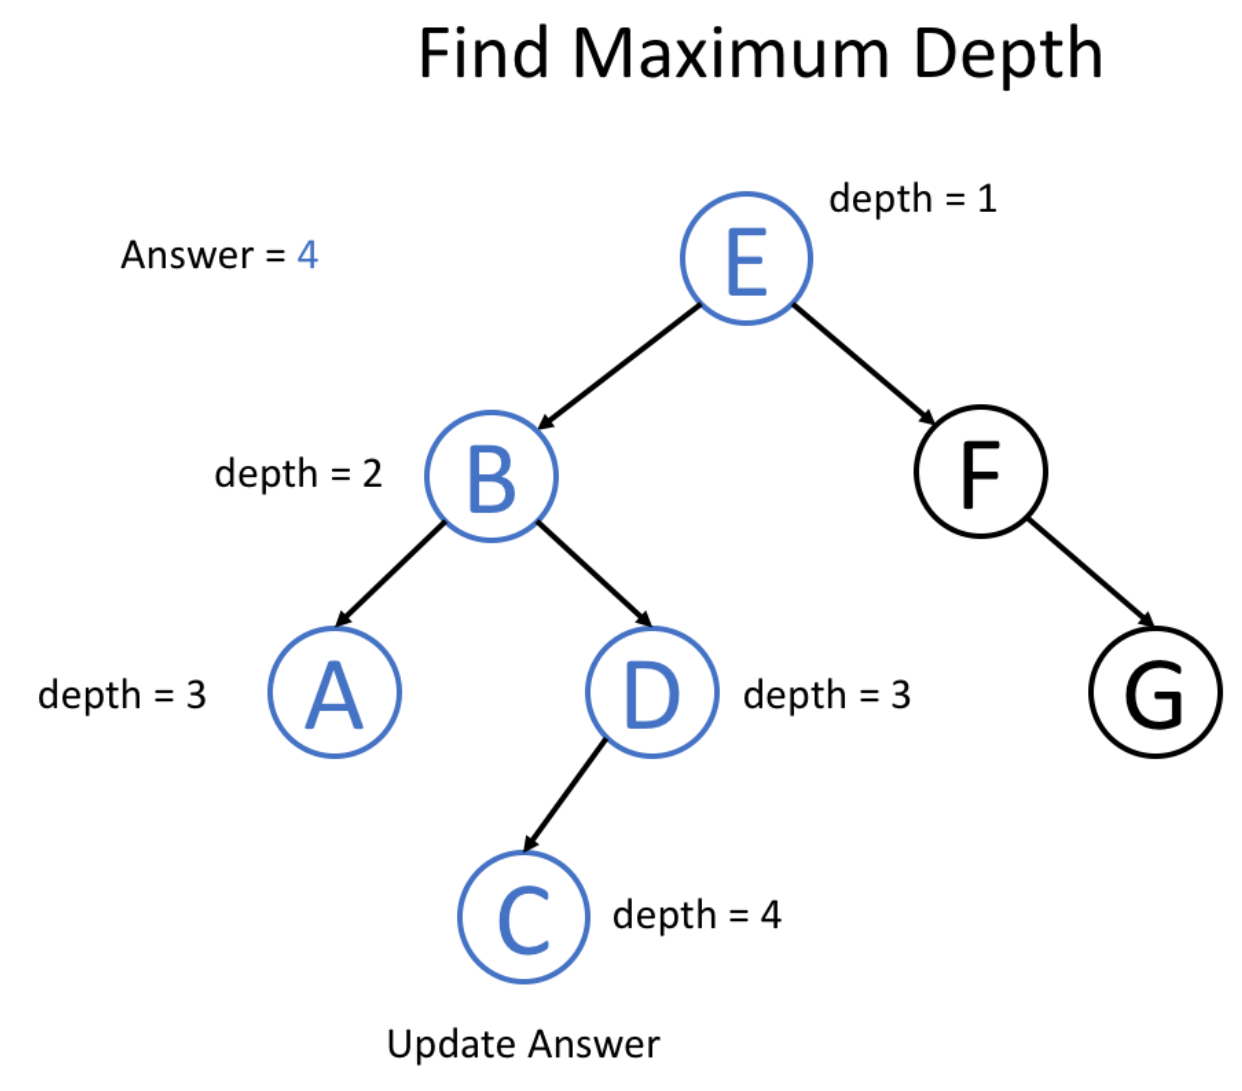 Find Maximum Depth
depth = 1
Answer = 4
E
depth = 2
B
F
depth = 3
A
D
depth = 3
G
C
depth = 4
Update Answer